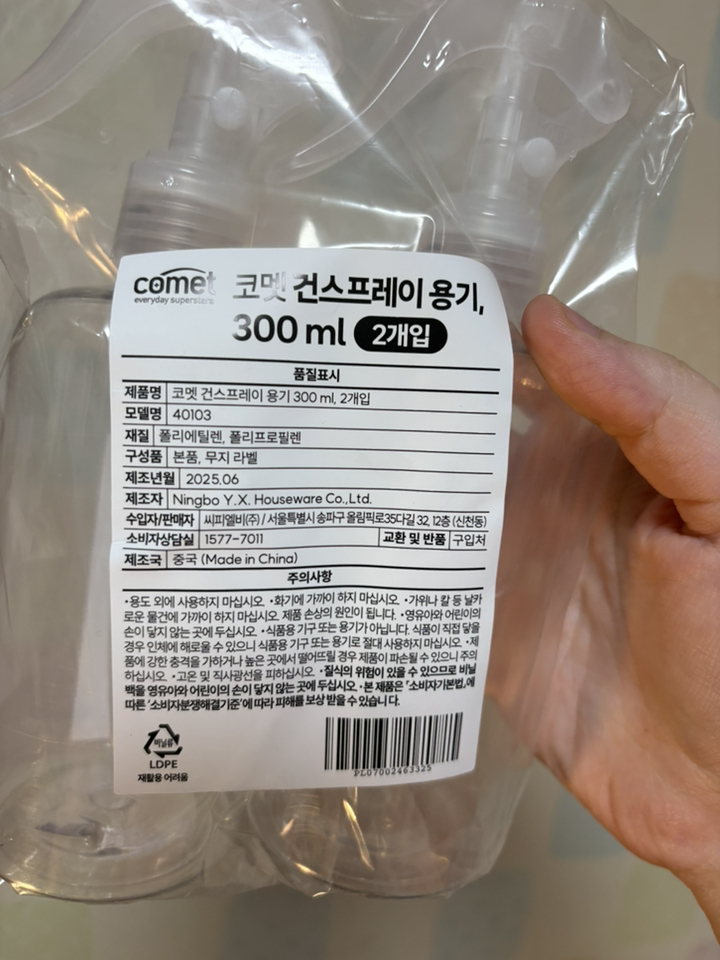 comet
everyday superstars
코멧 건스프레이 용기,
300 ml 2개입
품질표시
제품명 코멧 건스프레이 용기 300 ml, 2개입
모델명 40103
재질 폴리에틸렌, 폴리프로필렌
구성품 본품, 무지 라벨
제조년월 2025.06
제조자 Ningbo Y.X. Houseware Co.,Ltd.
수입자/판매자 씨피엘비(주) / 서울특별시 송파구 올림픽로35다길 32, 12층 (신천동)
소비자상담실 1577-7011 교환 및 반품 구입처
제조국 중국 (Made in China)
주의사항
•용도 외에 사용하지 마십시오. •화기에 가까이 하지 마십시오. •가위나 칼 등 날카
로운 물건에 가까이 하지 마십시오. 제품 손상의 원인이 됩니다. •영유아와 어린이의
손이 닿지 않는 곳에 두십시오. •식품용 기구 또는 용기가 아닙니다. 식품이 직접 닿을
경우 인체에 해로울 수 있으니 식품용 기구 또는 용기로 절대 사용하지 마십시오. •제
품에 강한 충격을 가하거나 높은 곳에서 떨어뜨릴 경우 제품이 파손될 수 있으니 주의
하십시오. •고온 및 직사광선을 피하십시오. •질식의 위험이 있을 수 있으므로 비닐
백을 영유아와 어린이의 손이 닿지 않는 곳에 두십시오. •본 제품은 '소비자기본법'에
따른 '소비자분쟁해결기준'에 따라 피해를 보상 받을 수 있습니다.
비닐류
LDPE
재활용 어려움
PL07002463325